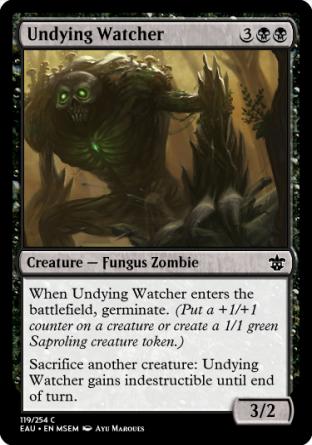 Undying Watcher 3
Creature — Fungus Zombie
When Undying Watcher enters the
battlefield, germinate. (Put a +1/+1
counter on a creature or create a 1/1 green
Saproling creature token.)
Sacrifice another creature: Undying
Watcher gains indestructible until end
of turn.
3/2
119/254 C
EAU • EN MSEM Ayu Marques